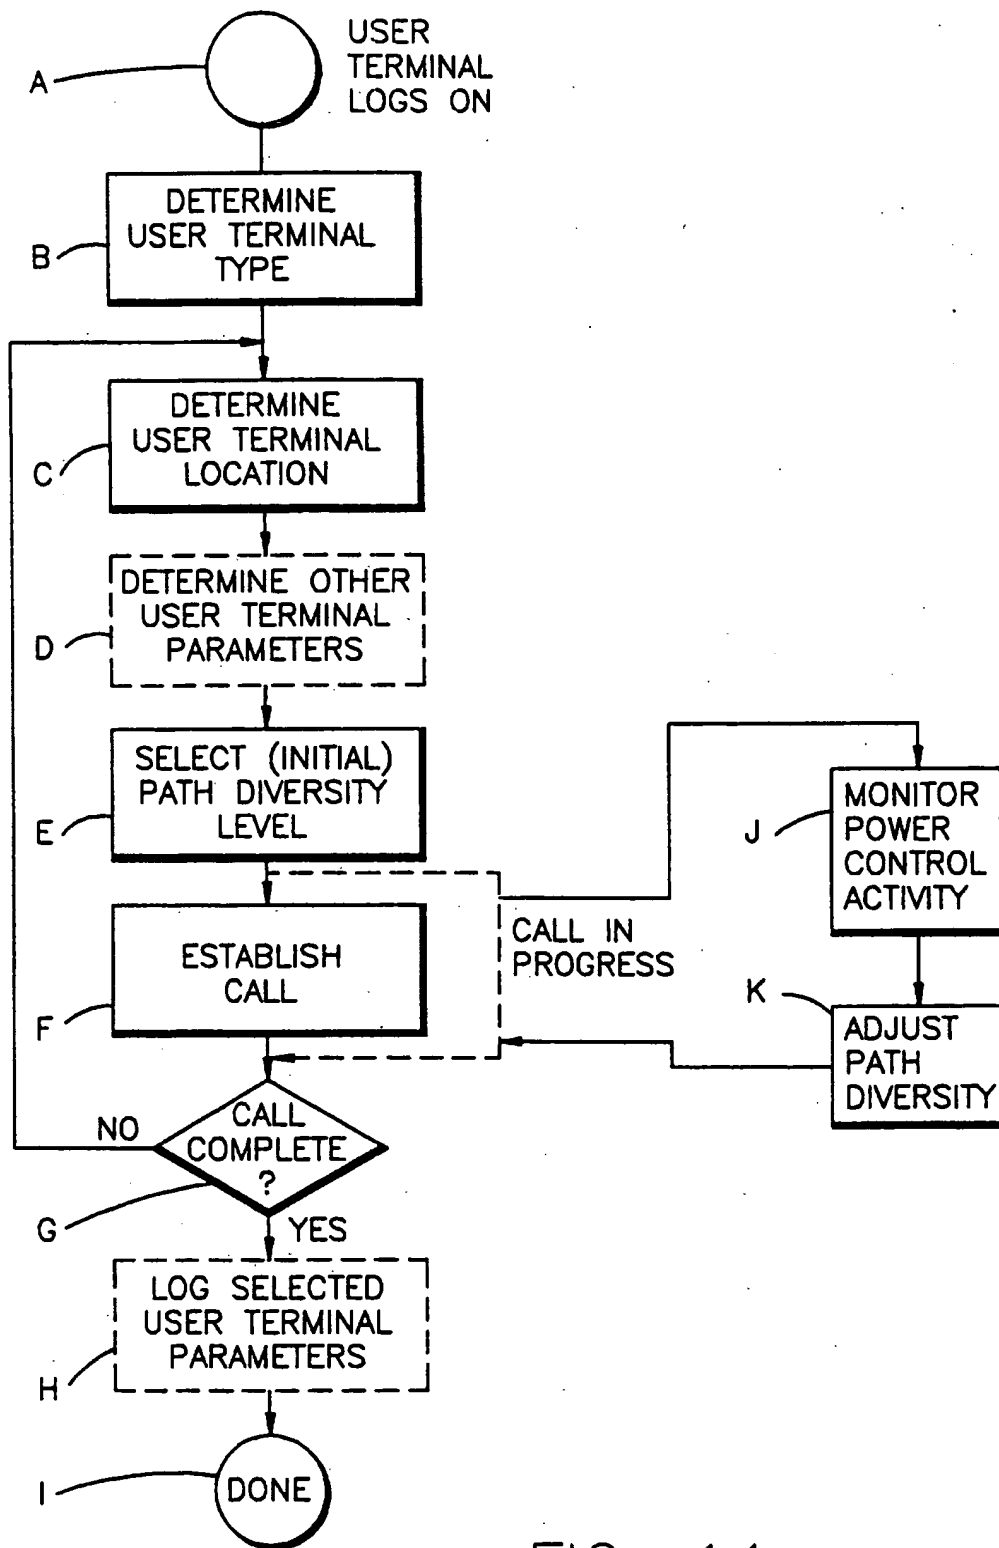 USER
TERMINAL
LOGS ON
A
DETERMINE
USER TERMINAL
TYPE
B
DETERMINE
USER TERMINAL
LOCATION
C
DETERMINE OTHER
USER TERMINAL
PARAMETERS
D
SELECT (INITIAL)
PATH DIVERSITY
LEVEL
E
ESTABLISH
CALL
F
CALL IN
PROGRESS
MONITOR
POWER
CONTROL
ACTIVITY
J
ADJUST
PATH
DIVERSITY
K
CALL
COMPLETE
?
NO
G
YES
LOG SELECTED
USER TERMINAL
PARAMETERS
H
DONE
I